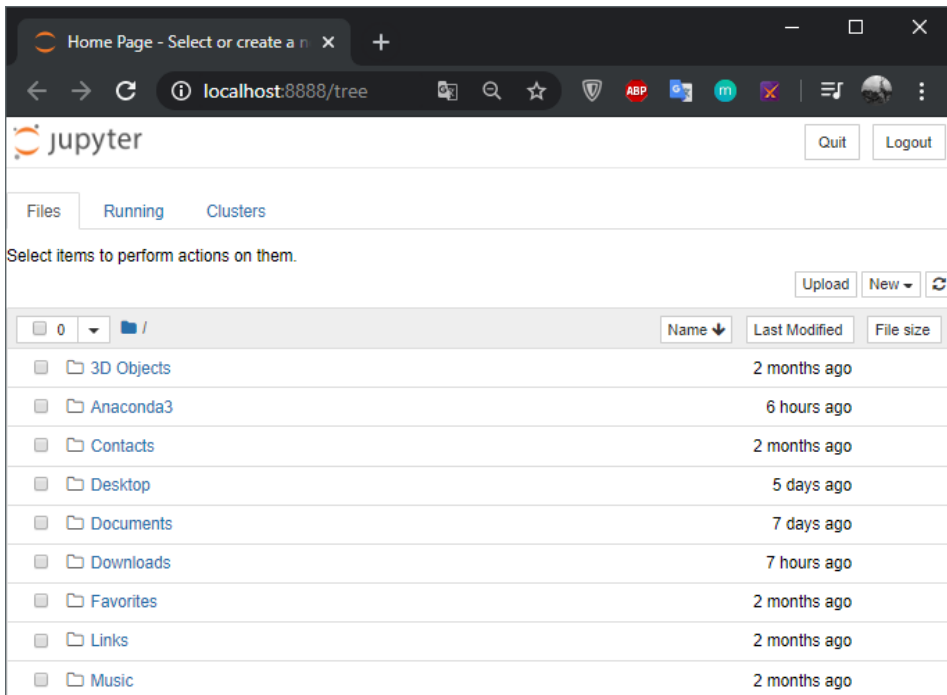 Home Page - Select or create a n
localhost:8888/tree
ABP
m
jupyter
Quit
Logout
Files
Running
Clusters
Select items to perform actions on them.
Upload
New
0
/
Name
Last Modified
File size
3D Objects 2 months ago
Anaconda3 6 hours ago
Contacts 2 months ago
Desktop 5 days ago
Documents 7 days ago
Downloads 7 hours ago
Favorites 2 months ago
Links 2 months ago
Music 2 months ago